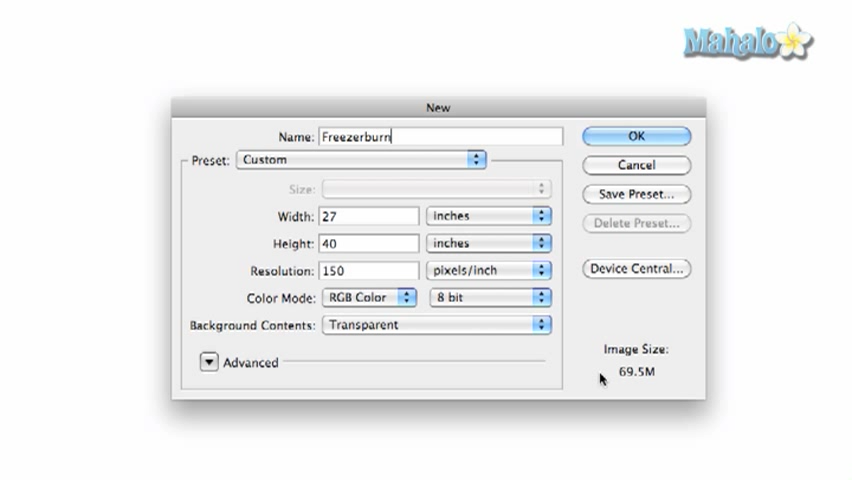 Mahalo
New
Name: Freezerburn
OK
Preset: Custom
Cancel
Size:
Save Preset...
Width: 27 inches
Delete Preset...
Height: 40 inches
Resolution: 150 pixels/inch
Device Central...
Color Mode: RGB Color 8 bit
Background Contents: Transparent
Image Size:
Advanced
69.5M